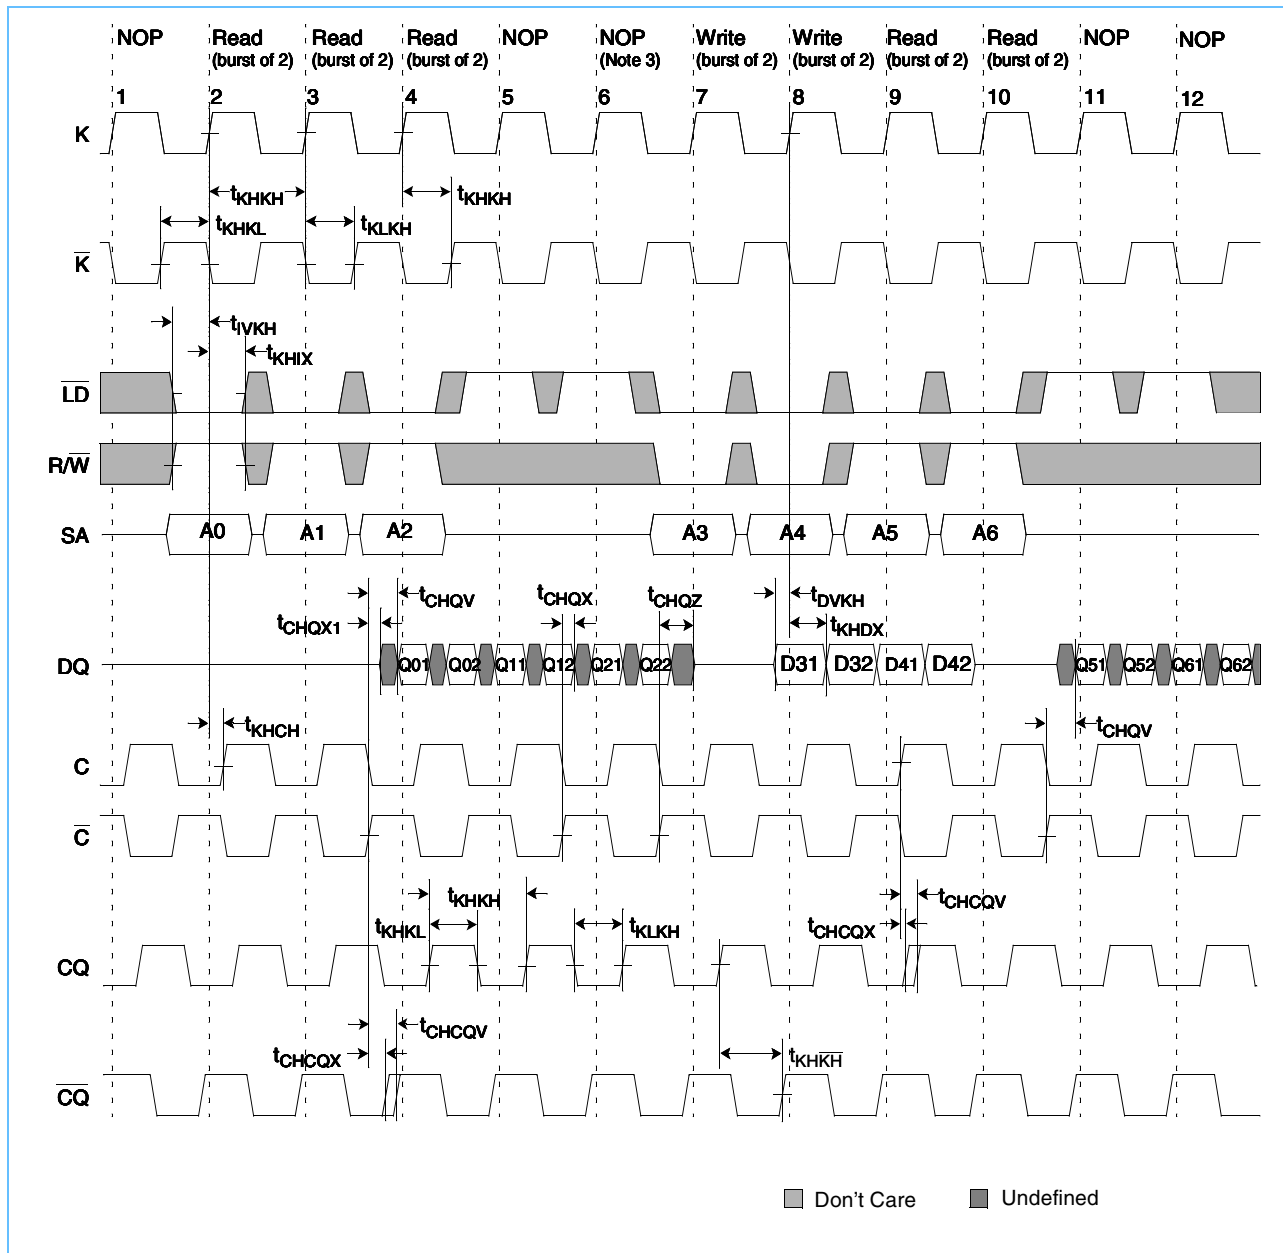 NOP Read Read Read NOP NOP Write Write Read Read NOP NOP
(burst of 2) (burst of 2) (burst of 2) (Note 3) (burst of 2) (burst of 2) (burst of 2) (burst of 2)
1 2 3 4 5 6 7 8 9 10 11 12
K
tKHKH tKHKH
tKHKL tKLKH
K̅
tIVKH
tKHIX
L̅D̅
R/W̅
SA A0 A1 A2 A3 A4 A5 A6
tCHQV tCHQX tCHQZ tDVKH
tCHQX1 tKHDX
DQ Q01 Q02 Q11 Q12 Q21 Q22 D31 D32 D41 D42 Q51 Q52 Q61 Q62
tKHCH tCHQV
C
C̅
tKHKH tCHCQV
tKHKL tKLKH tCHCQX
CQ
tCHCQV
tCHCQX tKHK̅H̅
C̅Q̅
Don't Care Undefined